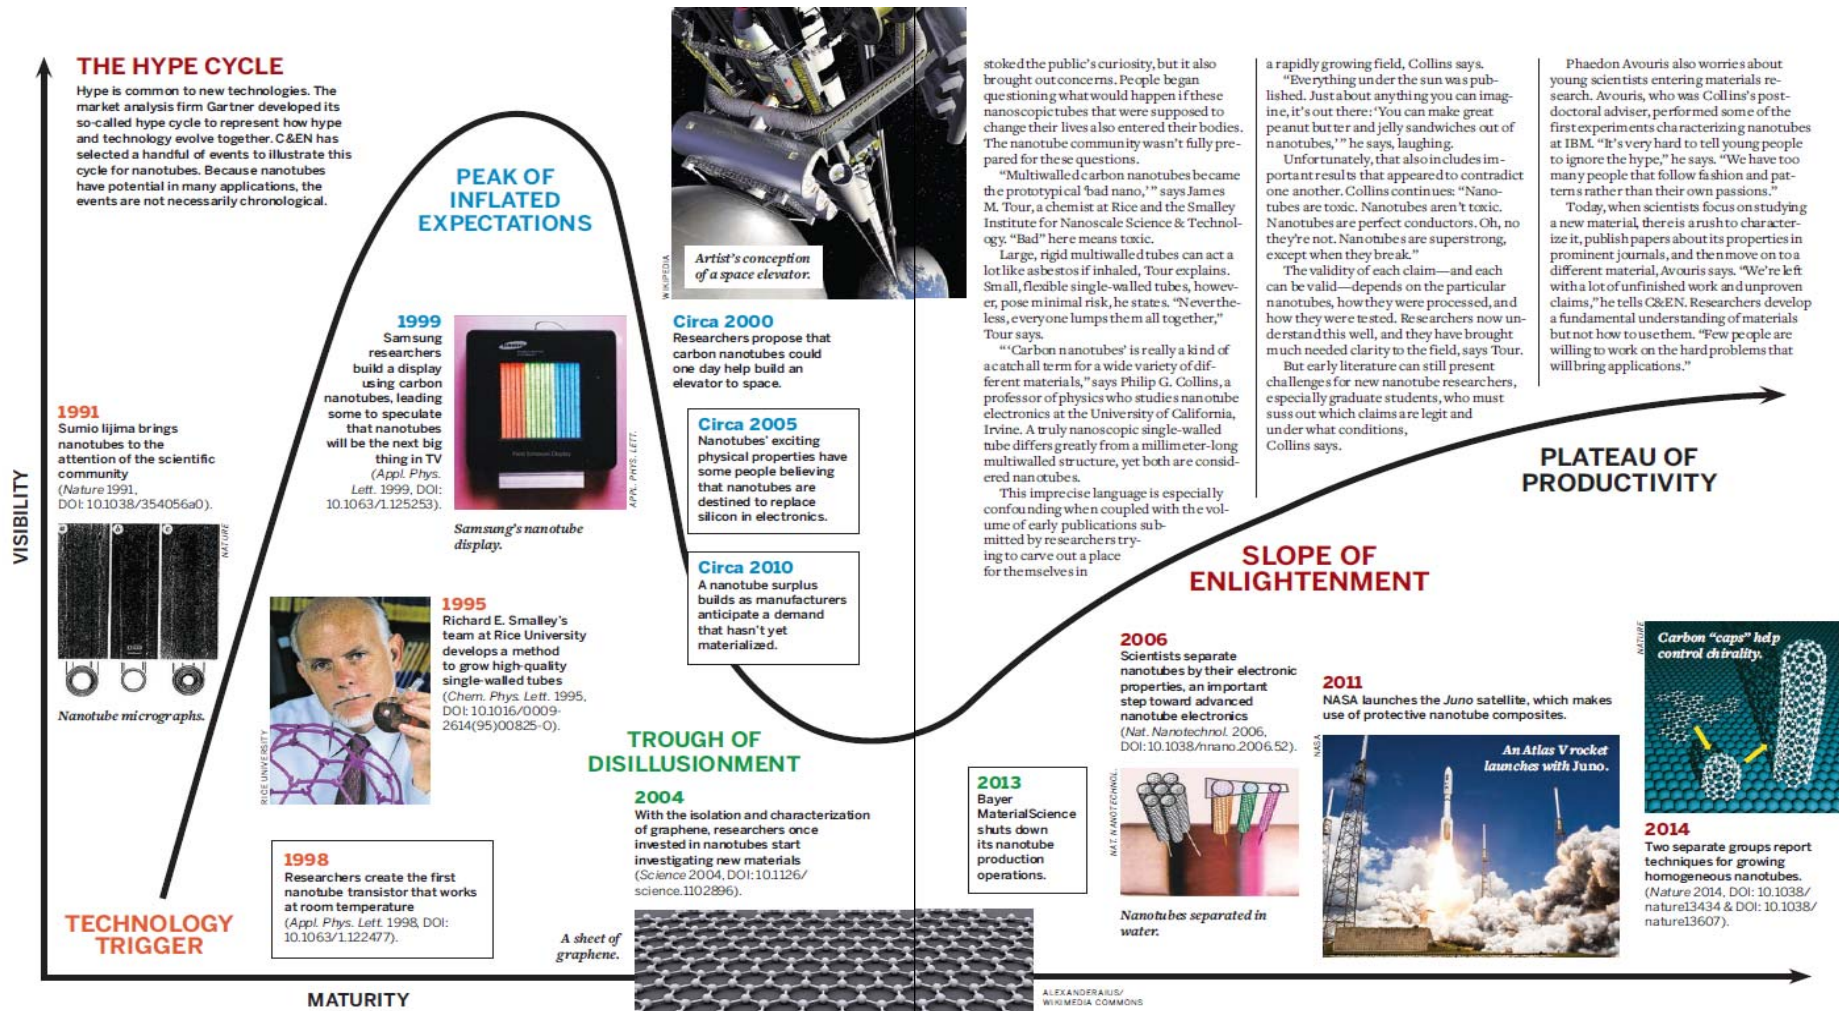 THE HYPE CYCLE
Hype is common to new technologies. The
market analysis firm Gartner developed its
so-called hype cycle to represent how hype
and technology evolve together. C&EN has
selected a handful of events to illustrate this
cycle for nanotubes. Because nanotubes
have potential in many applications, the
events are not necessarily chronological.
VISIBILITY
1991
Sumio Iijima brings
nanotubes to the
attention of the scientific
community
(Nature 1991,
DOI: 10.1038/354056a0).
a
b
c
NATURE
Nanotube micrographs.
TECHNOLOGY
TRIGGER
1995
Richard E. Smalley's
team at Rice University
develops a method
to grow high-quality
single-walled tubes
(Chem. Phys. Lett. 1995,
DOI: 10.1016/0009-
2614(95)00825-O).
RICE UNIVERSITY
1998
Researchers create the first
nanotube transistor that works
at room temperature
(Appl. Phys. Lett. 1998, DOI:
10.1063/1.122477).
MATURITY
PEAK OF
INFLATED
EXPECTATIONS
1999
Samsung
researchers
build a display
using carbon
nanotubes, leading
some to speculate
that nanotubes
will be the next big
thing in TV
(Appl. Phys.
Lett. 1999, DOI:
10.1063/1.125253).
APPL. PHYS. LETT.
Samsung's nanotube
display.
WIKIPEDIA
Artist's conception
of a space elevator.
Circa 2000
Researchers propose that
carbon nanotubes could
one day help build an
elevator to space.
Circa 2005
Nanotubes' exciting
physical properties have
some people believing
that nanotubes are
destined to replace
silicon in electronics.
Circa 2010
A nanotube surplus
builds as manufacturers
anticipate a demand
that hasn't yet
materialized.
TROUGH OF
DISILLUSIONMENT
2004
With the isolation and characterization
of graphene, researchers once
invested in nanotubes start
investigating new materials
(Science 2004, DOI: 10.1126/
science.1102896).
A sheet of
graphene.
ALEXANDERAIUS/
WIKIMEDIA COMMONS
2013
Bayer
MaterialScience
shuts down
its nanotube
production
operations.
stoked the public's curiosity, but it also
brought out concerns. People began
questioning what would happen if these
nanoscopic tubes that were supposed to
change their lives also entered their bodies.
The nanotube community wasn't fully pre-
pared for these questions.
"Multiwalled carbon nanotubes became
the prototypical 'bad nano,'" says James
M. Tour, a chemist at Rice and the Smalley
Institute for Nanoscale Science & Technol-
ogy. "Bad" here means toxic.
Large, rigid multiwalled tubes can act a
lot like asbestos if inhaled, Tour explains.
Small, flexible single-walled tubes, howev-
er, pose minimal risk, he states. "Neverthe-
less, everyone lumps them all together,"
Tour says.
"'Carbon nanotubes' is really a kind of
a catchall term for a wide variety of dif-
ferent materials," says Philip G. Collins, a
professor of physics who studies nanotube
electronics at the University of California,
Irvine. A truly nanoscopic single-walled
tube differs greatly from a millimeter-long
multiwalled structure, yet both are consid-
ered nanotubes.
This imprecise language is especially
confounding when coupled with the vol-
ume of early publications sub-
mitted by researchers try-
ing to carve out a place
for themselves in
a rapidly growing field, Collins says.
"Everything under the sun was pub-
lished. Just about anything you can imag-
ine, it's out there: 'You can make great
peanut butter and jelly sandwiches out of
nanotubes,'" he says, laughing.
Unfortunately, that also includes im-
portant results that appeared to contradict
one another. Collins continues: "Nano-
tubes are toxic. Nanotubes aren't toxic.
Nanotubes are perfect conductors. Oh, no
they're not. Nanotubes are superstrong,
except when they break."
The validity of each claim—and each
can be valid—depends on the particular
nanotubes, how they were processed, and
how they were tested. Researchers now un-
derstand this well, and they have brought
much needed clarity to the field, says Tour.
But early literature can still present
challenges for new nanotube researchers,
especially graduate students, who must
suss out which claims are legit and
under what conditions,
Collins says.
Phaedon Avouris also worries about
young scientists entering materials re-
search. Avouris, who was Collins's post-
doctoral adviser, performed some of the
first experiments characterizing nanotubes
at IBM. "It's very hard to tell young people
to ignore the hype," he says. "We have too
many people that follow fashion and pat-
terns rather than their own passions."
Today, when scientists focus on studying
a new material, there is a rush to character-
ize it, publish papers about its properties in
prominent journals, and then move on to a
different material, Avouris says. "We're left
with a lot of unfinished work and unproven
claims," he tells C&EN. Researchers develop
a fundamental understanding of materials
but not how to use them. "Few people are
willing to work on the hard problems that
will bring applications."
PLATEAU OF
PRODUCTIVITY
SLOPE OF
ENLIGHTENMENT
2006
Scientists separate
nanotubes by their electronic
properties, an important
step toward advanced
nanotube electronics
(Nat. Nanotechnol. 2006,
DOI: 10.1038/nnano.2006.52).
NAT. NANOTECHNOL.
Nanotubes separated in
water.
2011
NASA launches the Juno satellite, which makes
use of protective nanotube composites.
NASA
An Atlas V rocket
launches with Juno.
NATURE
Carbon "caps" help
control chirality.
2014
Two separate groups report
techniques for growing
homogeneous nanotubes.
(Nature 2014, DOI: 10.1038/
nature13434 & DOI: 10.1038/
nature13607).